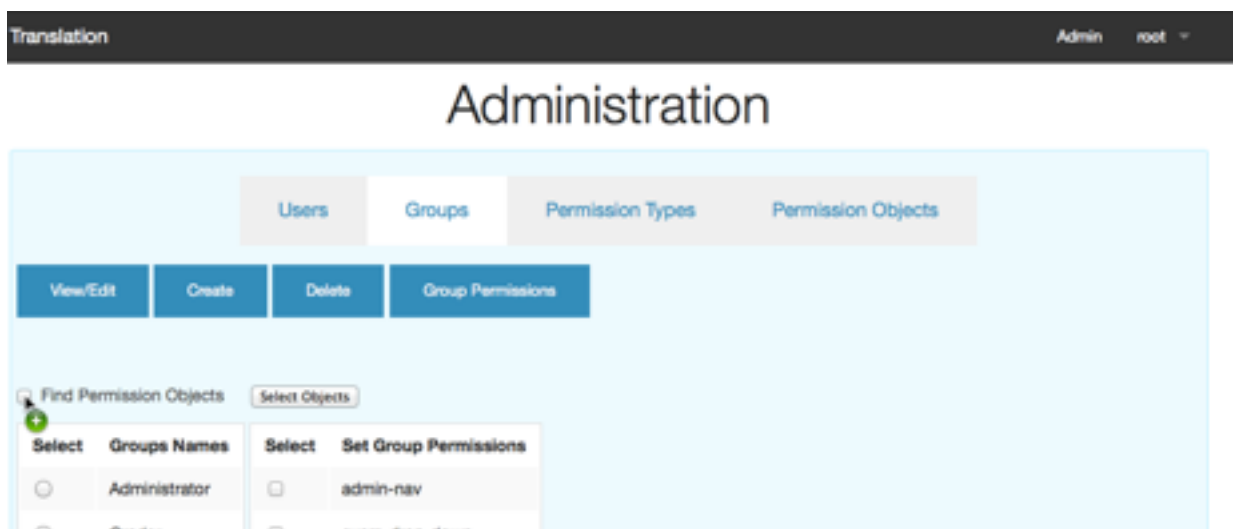 Translation Admin root
Administration
Users Groups Permission Types Permission Objects
View/Edit Create Delete Group Permissions
Find Permission Objects Select Objects
Select Groups Names Select Set Group Permissions
Administrator admin-nav